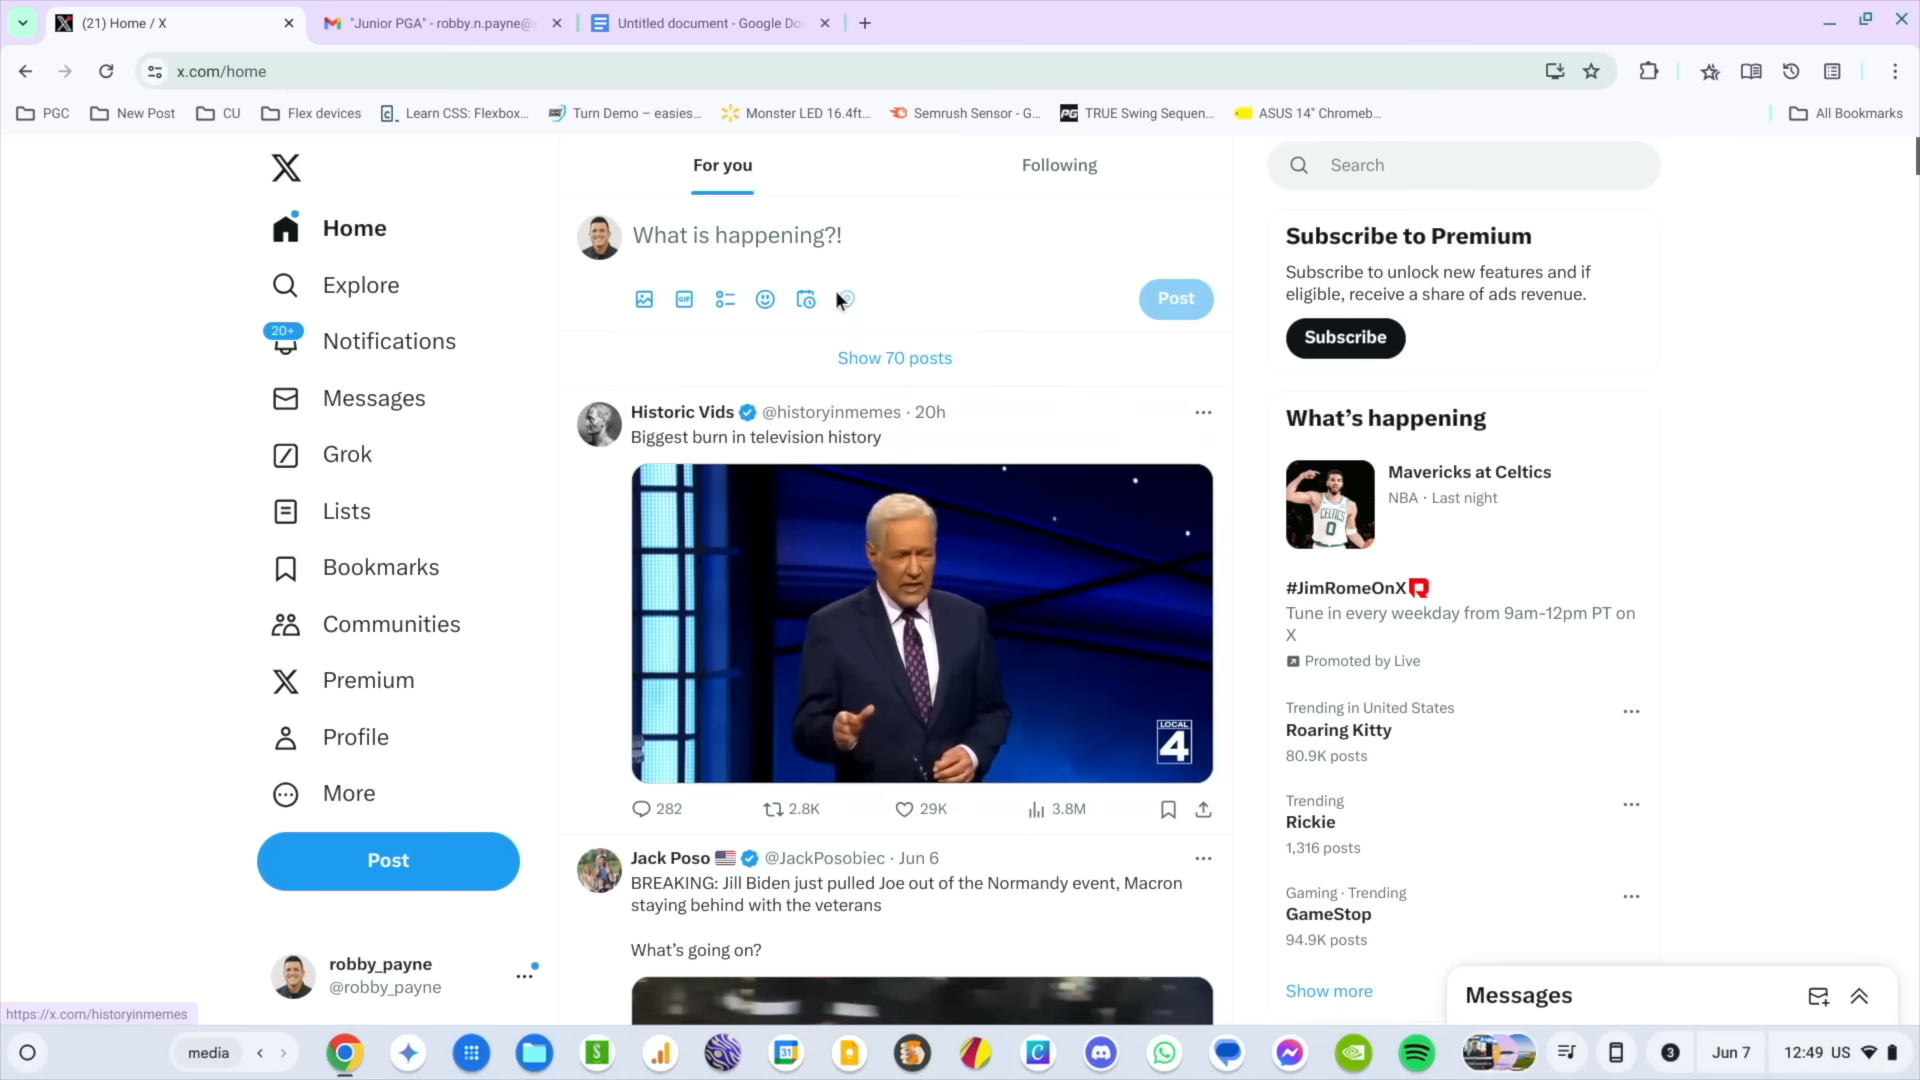 (21) Home / X
"Junior PGA" - robby.n.payne@
Untitled document - Google Do
x.com/home
PGC
New Post
CU
Flex devices
Learn CSS: Flexbox...
Turn Demo – easies...
Monster LED 16.4ft...
Semrush Sensor - G...
PG
TRUE Swing Sequen...
ASUS 14" Chromeb...
All Bookmarks
Home
Explore
20+
Notifications
Messages
Grok
Lists
Bookmarks
Communities
Premium
Profile
More
Post
robby_payne
@robby_payne
https://x.com/historyinmemes
For you
Following
What is happening?!
GIF
Post
Show 70 posts
Historic Vids @historyinmemes · 20h
Biggest burn in television history
LOCAL
4
282
2.8K
29K
3.8M
Jack Poso @JackPosobiec · Jun 6
BREAKING: Jill Biden just pulled Joe out of the Normandy event, Macron
staying behind with the veterans
What's going on?
Search
Subscribe to Premium
Subscribe to unlock new features and if
eligible, receive a share of ads revenue.
Subscribe
What's happening
CELTICS
0
Mavericks at Celtics
NBA · Last night
#JimRomeOnX
Tune in every weekday from 9am-12pm PT on
X
Promoted by Live
Trending in United States
Roaring Kitty
80.9K posts
Trending
Rickie
1,316 posts
Gaming · Trending
GameStop
94.9K posts
Show more
Messages
media
S
31
C
3
Jun 7
12:49 US